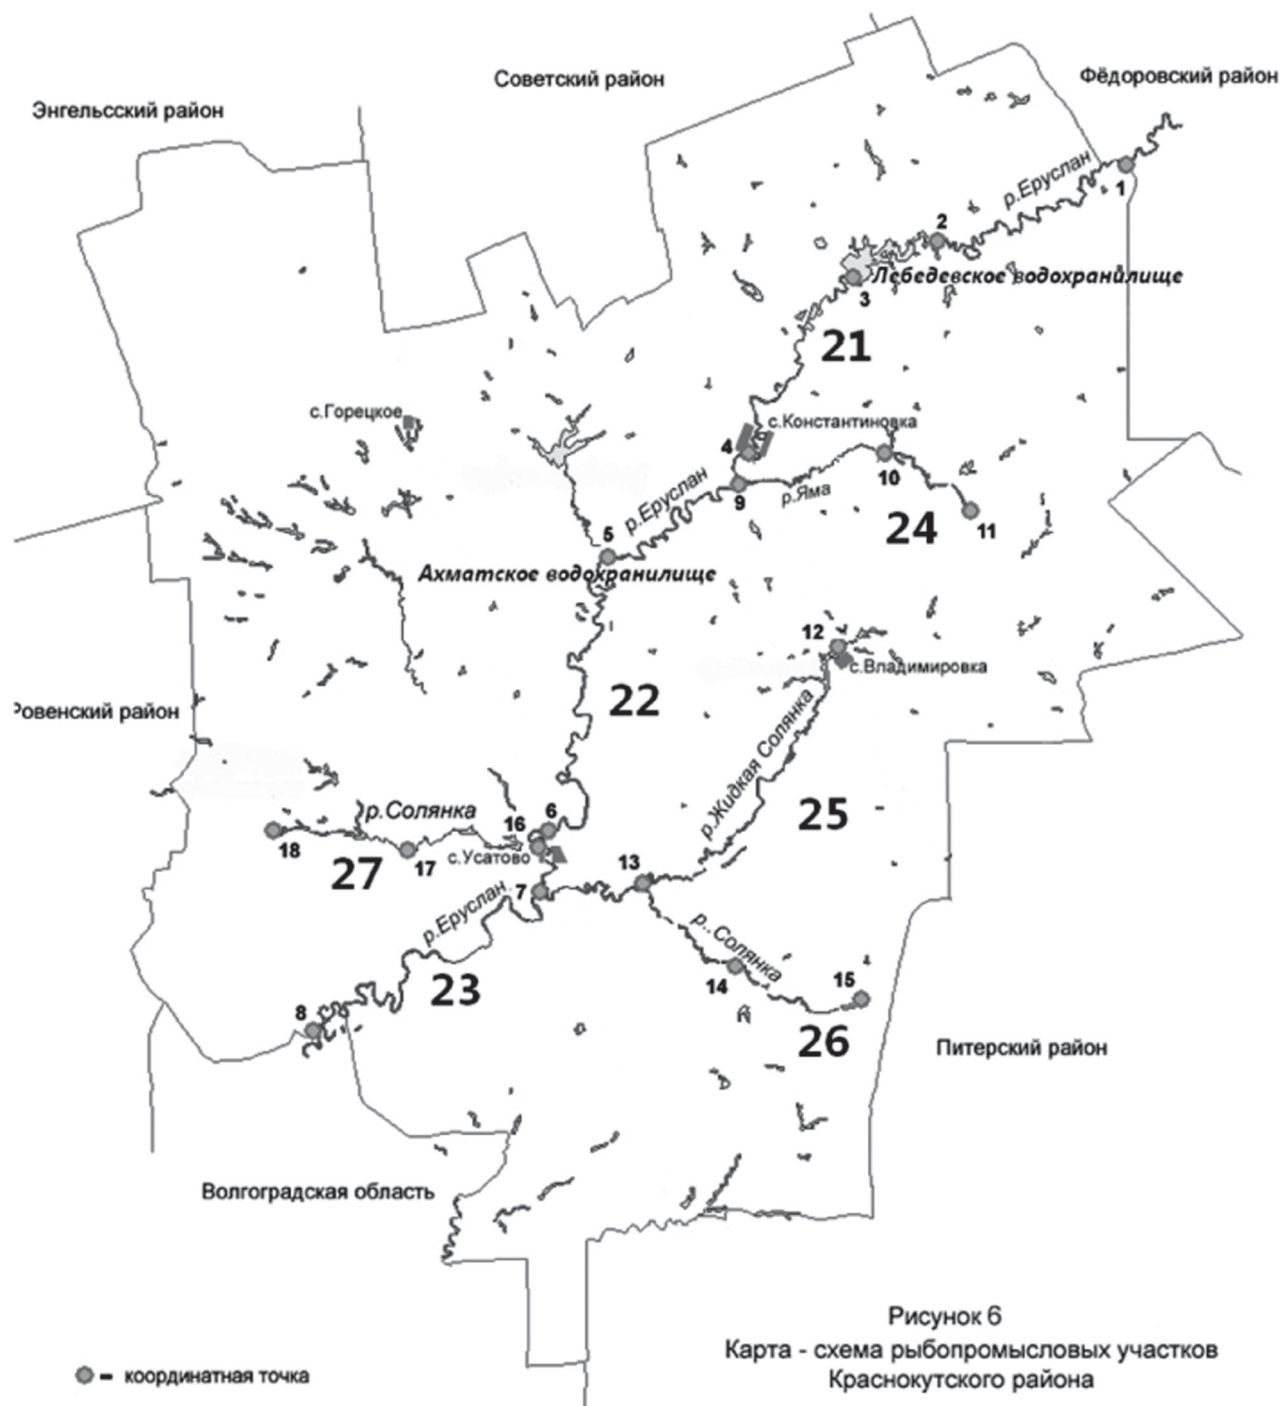 Советский район
Фёдоровский район
Энгельсский район
р.Еруслан
1
2
Лебедевское водохранилище
3
21
с.Горецкое
с.Константиновка
4
р.Еруслан
9
р.Яма
10
24
11
5
Ахматское водохранилище
12
с.Владимировка
22
Ровенский район
р.Жидкая Солянка
25
р.Солянка
16
6
18
27
17
с.Усатово
13
7
р.Еруслан
р..Солянка
23
14
15
8
26
Питерский район
Волгоградская область
Рисунок 6
Карта - схема рыбопромысловых участков
Краснокутского района
- координатная точка